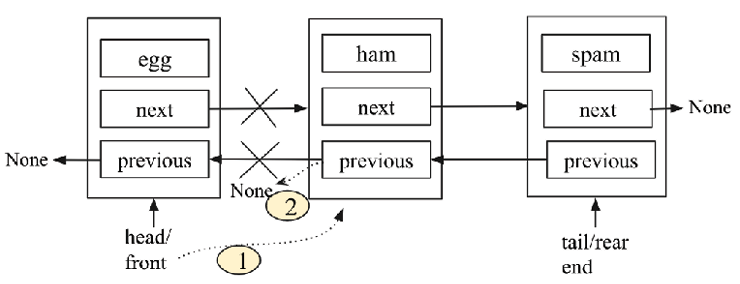 egg
next
previous
None
ham
next
previous
None
spam
next
previous
None
head/
front
1
2
tail/rear
end